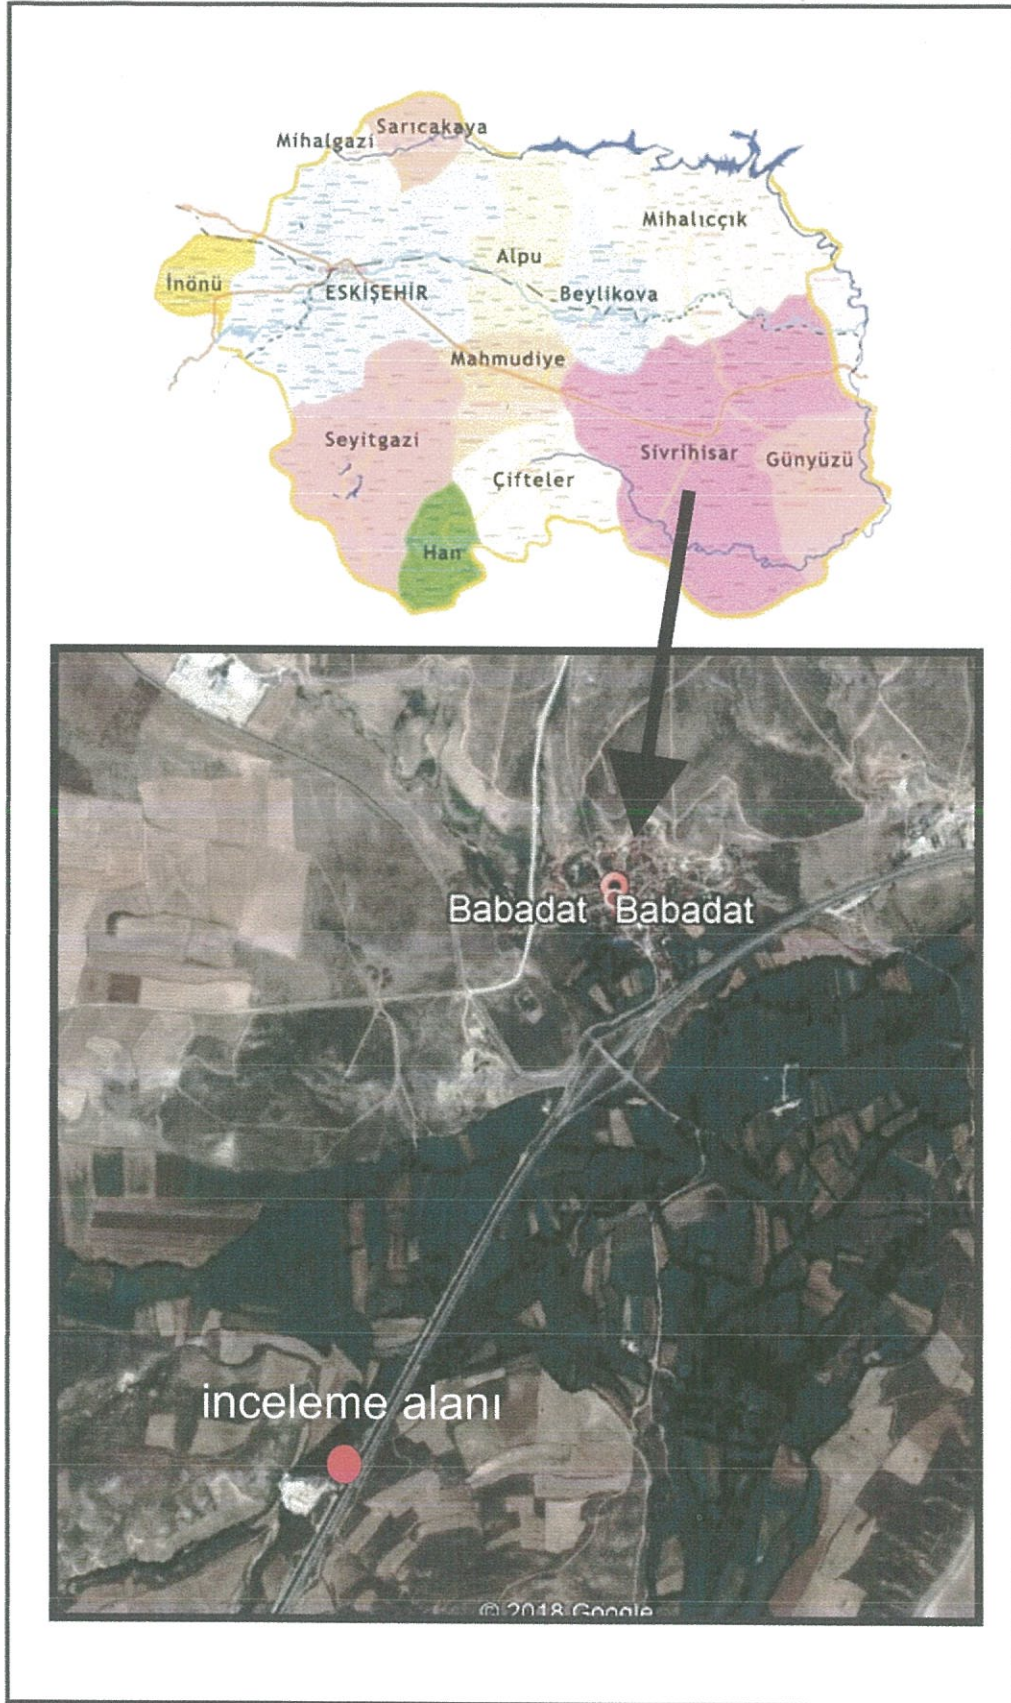 Sarıcakaya
Mihalgazi
Mihalıççık
Alpu
İnönü
ESKİŞEHİR
Beylikova
Mahmudiye
Seyitgazi
Sivrihisar
Günyüzü
Çifteler
Han
Babadat Babadat
inceleme alanı
© 2018 Google